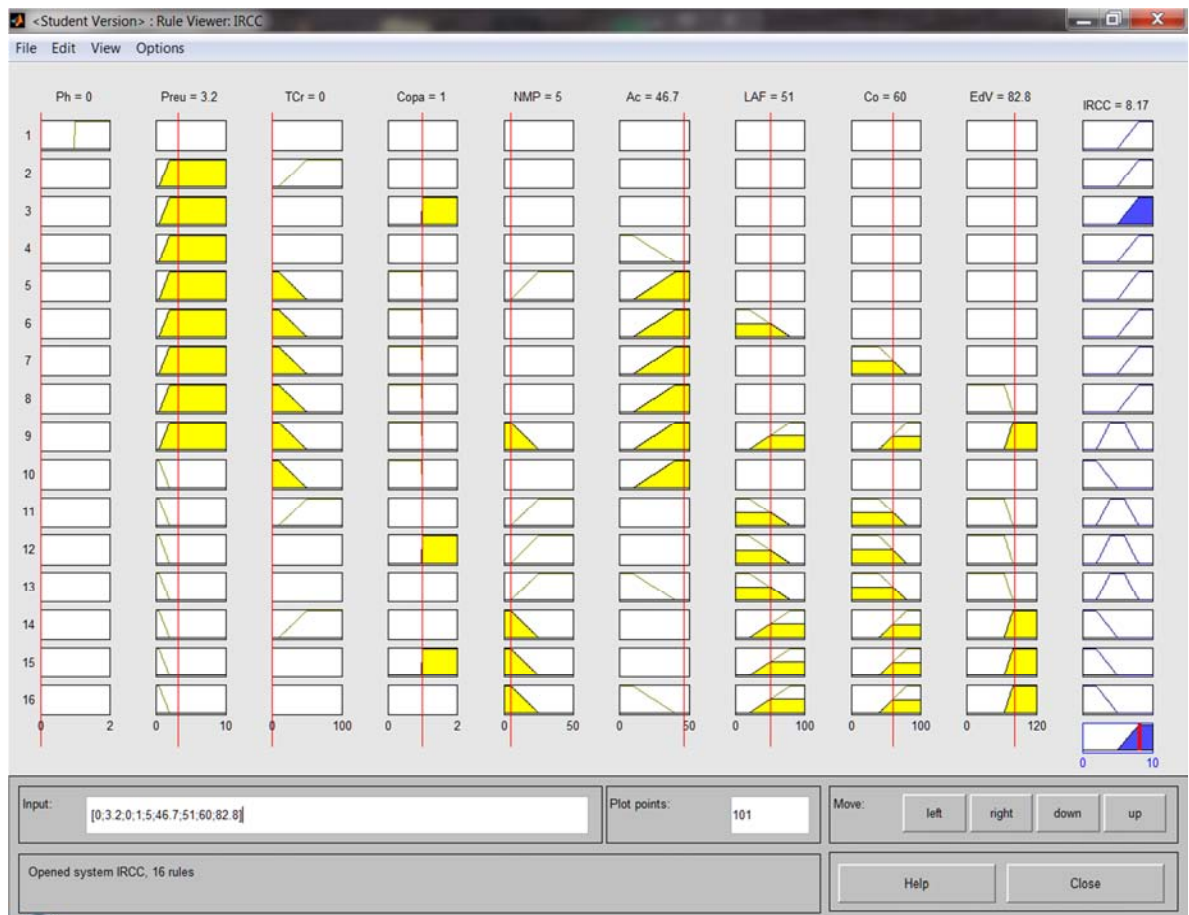 <Student Version> : Rule Viewer: IRCC
File Edit View Options
Ph = 0 Preu = 3.2 TCr = 0 Copa = 1 NMP = 5 Ac = 46.7 LAF = 51 Co = 60 EdV = 82.8 IRCC = 8.17
1
2
3
4
5
6
7
8
9
10
11
12
13
14
15
16
0 2 0 10 0 100 0 2 0 50 0 50 0 100 0 100 0 120
0 10
Input: [0;3.2;0;1;5;46.7;51;60;82.8] Plot points: 101 Move: left right down up
Opened system IRCC, 16 rules Help Close